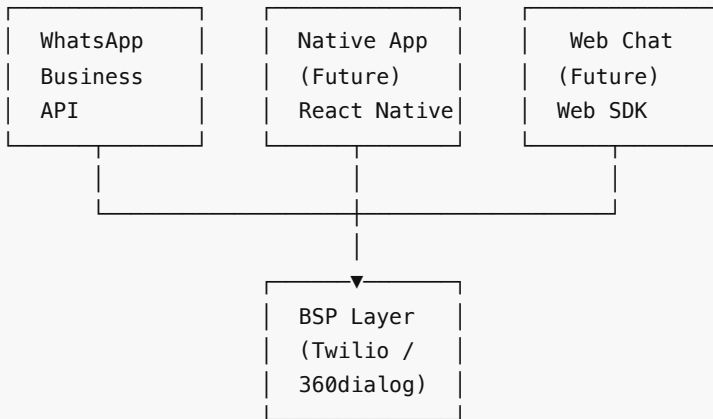 WhatsApp
Business
API
Native App
(Future)
React Native
Web Chat
(Future)
Web SDK
BSP Layer
(Twilio /
360dialog)